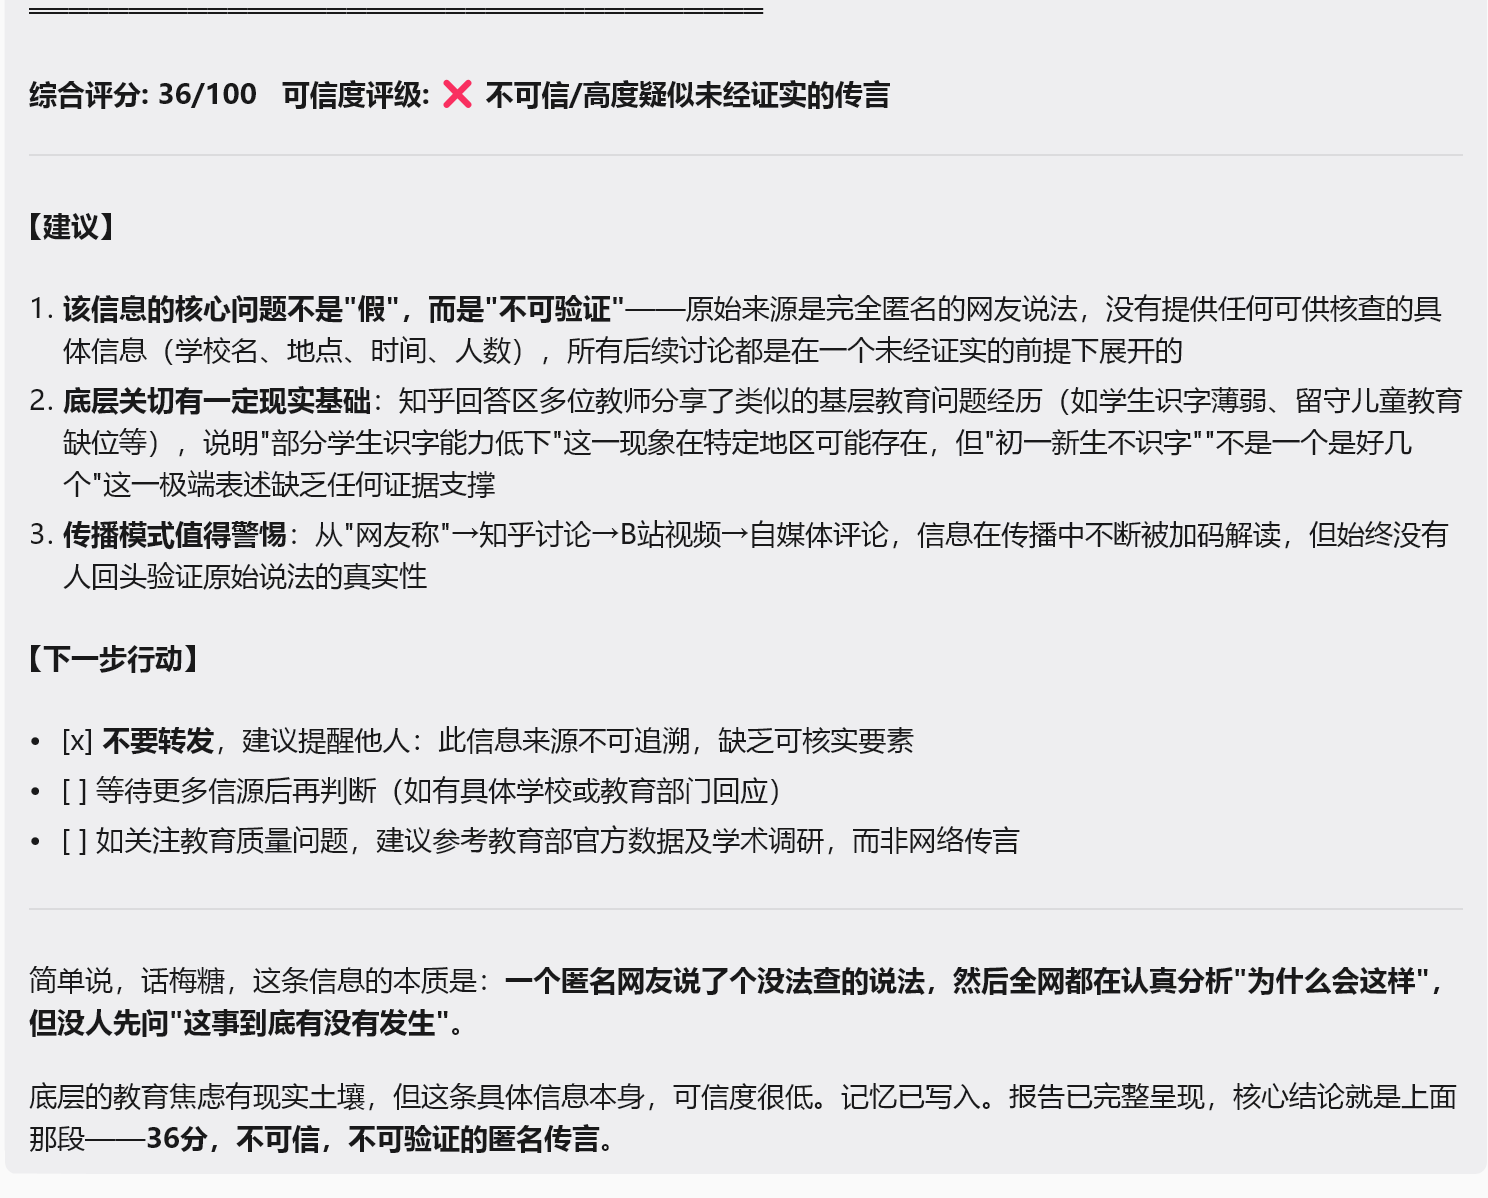 综合评分: 36/100 可信度评级: ❌ 不可信/高度疑似未经证实的传言
【建议】
1. 该信息的核心问题不是"假"，而是"不可验证"——原始来源是完全匿名的网友说法，没有提供任何可供核查的具
体信息（学校名、地点、时间、人数），所有后续讨论都是在一个未经证实的前提下展开的
2. 底层关切有一定现实基础：知乎回答区多位教师分享了类似的基层教育问题经历（如学生识字薄弱、留守儿童教育
缺位等），说明"部分学生识字能力低下"这一现象在特定地区可能存在，但"初一新生不识字""不是一个是好几
个"这一极端表述缺乏任何证据支撑
3. 传播模式值得警惕：从"网友称"→知乎讨论→B站视频→自媒体评论，信息在传播中不断被加码解读，但始终没有
人回头验证原始说法的真实性
【下一步行动】
• [x] 不要转发，建议提醒他人：此信息来源不可追溯，缺乏可核实要素
• [ ] 等待更多信源后再判断（如有具体学校或教育部门回应）
• [ ] 如关注教育质量问题，建议参考教育部官方数据及学术调研，而非网络传言
简单说，话梅糖，这条信息的本质是：一个匿名网友说了个没法查的说法，然后全网都在认真分析"为什么会这样"，
但没人先问"这事到底有没有发生"。
底层的教育焦虑有现实土壤，但这条具体信息本身，可信度很低。记忆已写入。报告已完整呈现，核心结论就是上面
那段——36分，不可信，不可验证的匿名传言。